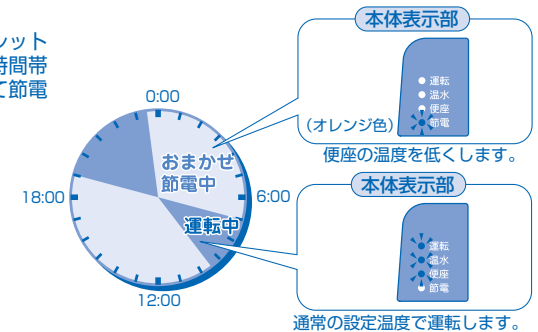 ット
時間帯
て節電
0:00
6:00
12:00
18:00
おまかせ
節電中
運転中
本体表示部
運転
温水
便座
節電
(オレンジ色)
便座の温度を低くします。
本体表示部
運転
温水
便座
節電
通常の設定温度で運転します。